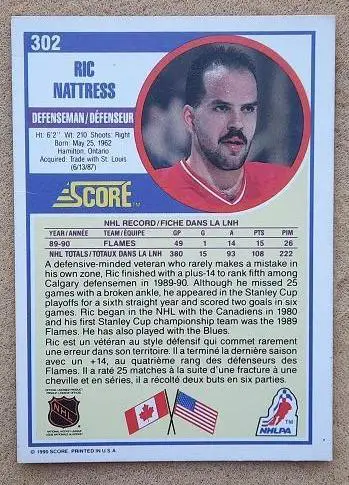 302
RIC
NATTRESS
DEFENSEMAN/DÉFENSEUR
Ht: 6'2" Wt: 210 Shoots: Right
Born: May 25, 1962
Hamilton, Ontario
Acquired: Trade with St. Louis
(6/13/87)
SCORE TM
NHL RECORD/FICHE DANS LA LNH
YEAR/ANNÉE TEAM/ÉQUIPE GP G A PTS PIM
89-90 FLAMES 49 1 14 15 26
NHL TOTALS/TOTAUX DANS LA LNH 380 15 93 108 222
A defensive-minded veteran who rarely makes a mistake in
his own zone, Ric finished with a plus-14 to rank fifth among
Calgary defensemen in 1989-90. Although he missed 25
games with a broken ankle, he appeared in the Stanley Cup
playoffs for a sixth straight year and scored two goals in six
games. Ric began in the NHL with the Canadiens in 1980
and his first Stanley Cup championship team was the 1989
Flames. He has also played with the Blues.
Ric est un vétéran au style défensif qui commet rarement
une erreur dans son territoire. Il a terminé la dernière saison
avec un +14, au quatrième rang des défenseurs des
Flames. Il a raté 25 matches à la suite d'une fracture à une
cheville et en séries, il a récolté deux buts en six parties.
NHL
NHLPA TM
© 1990 SCORE. PRINTED IN U.S.A.